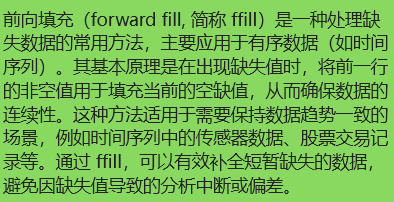 前向填充（forward fill, 简称 ffill）是一种处理缺
失数据的常用方法，主要应用于有序数据（如时间
序列）。其基本原理是在出现缺失值时，将前一行
的非空值用于填充当前的空缺值，从而确保数据的
连续性。这种方法适用于需要保持数据趋势一致的
场景，例如时间序列中的传感器数据、股票交易记
录等。通过 ffill，可以有效补全短暂缺失的数据，
避免因缺失值导致的分析中断或偏差。